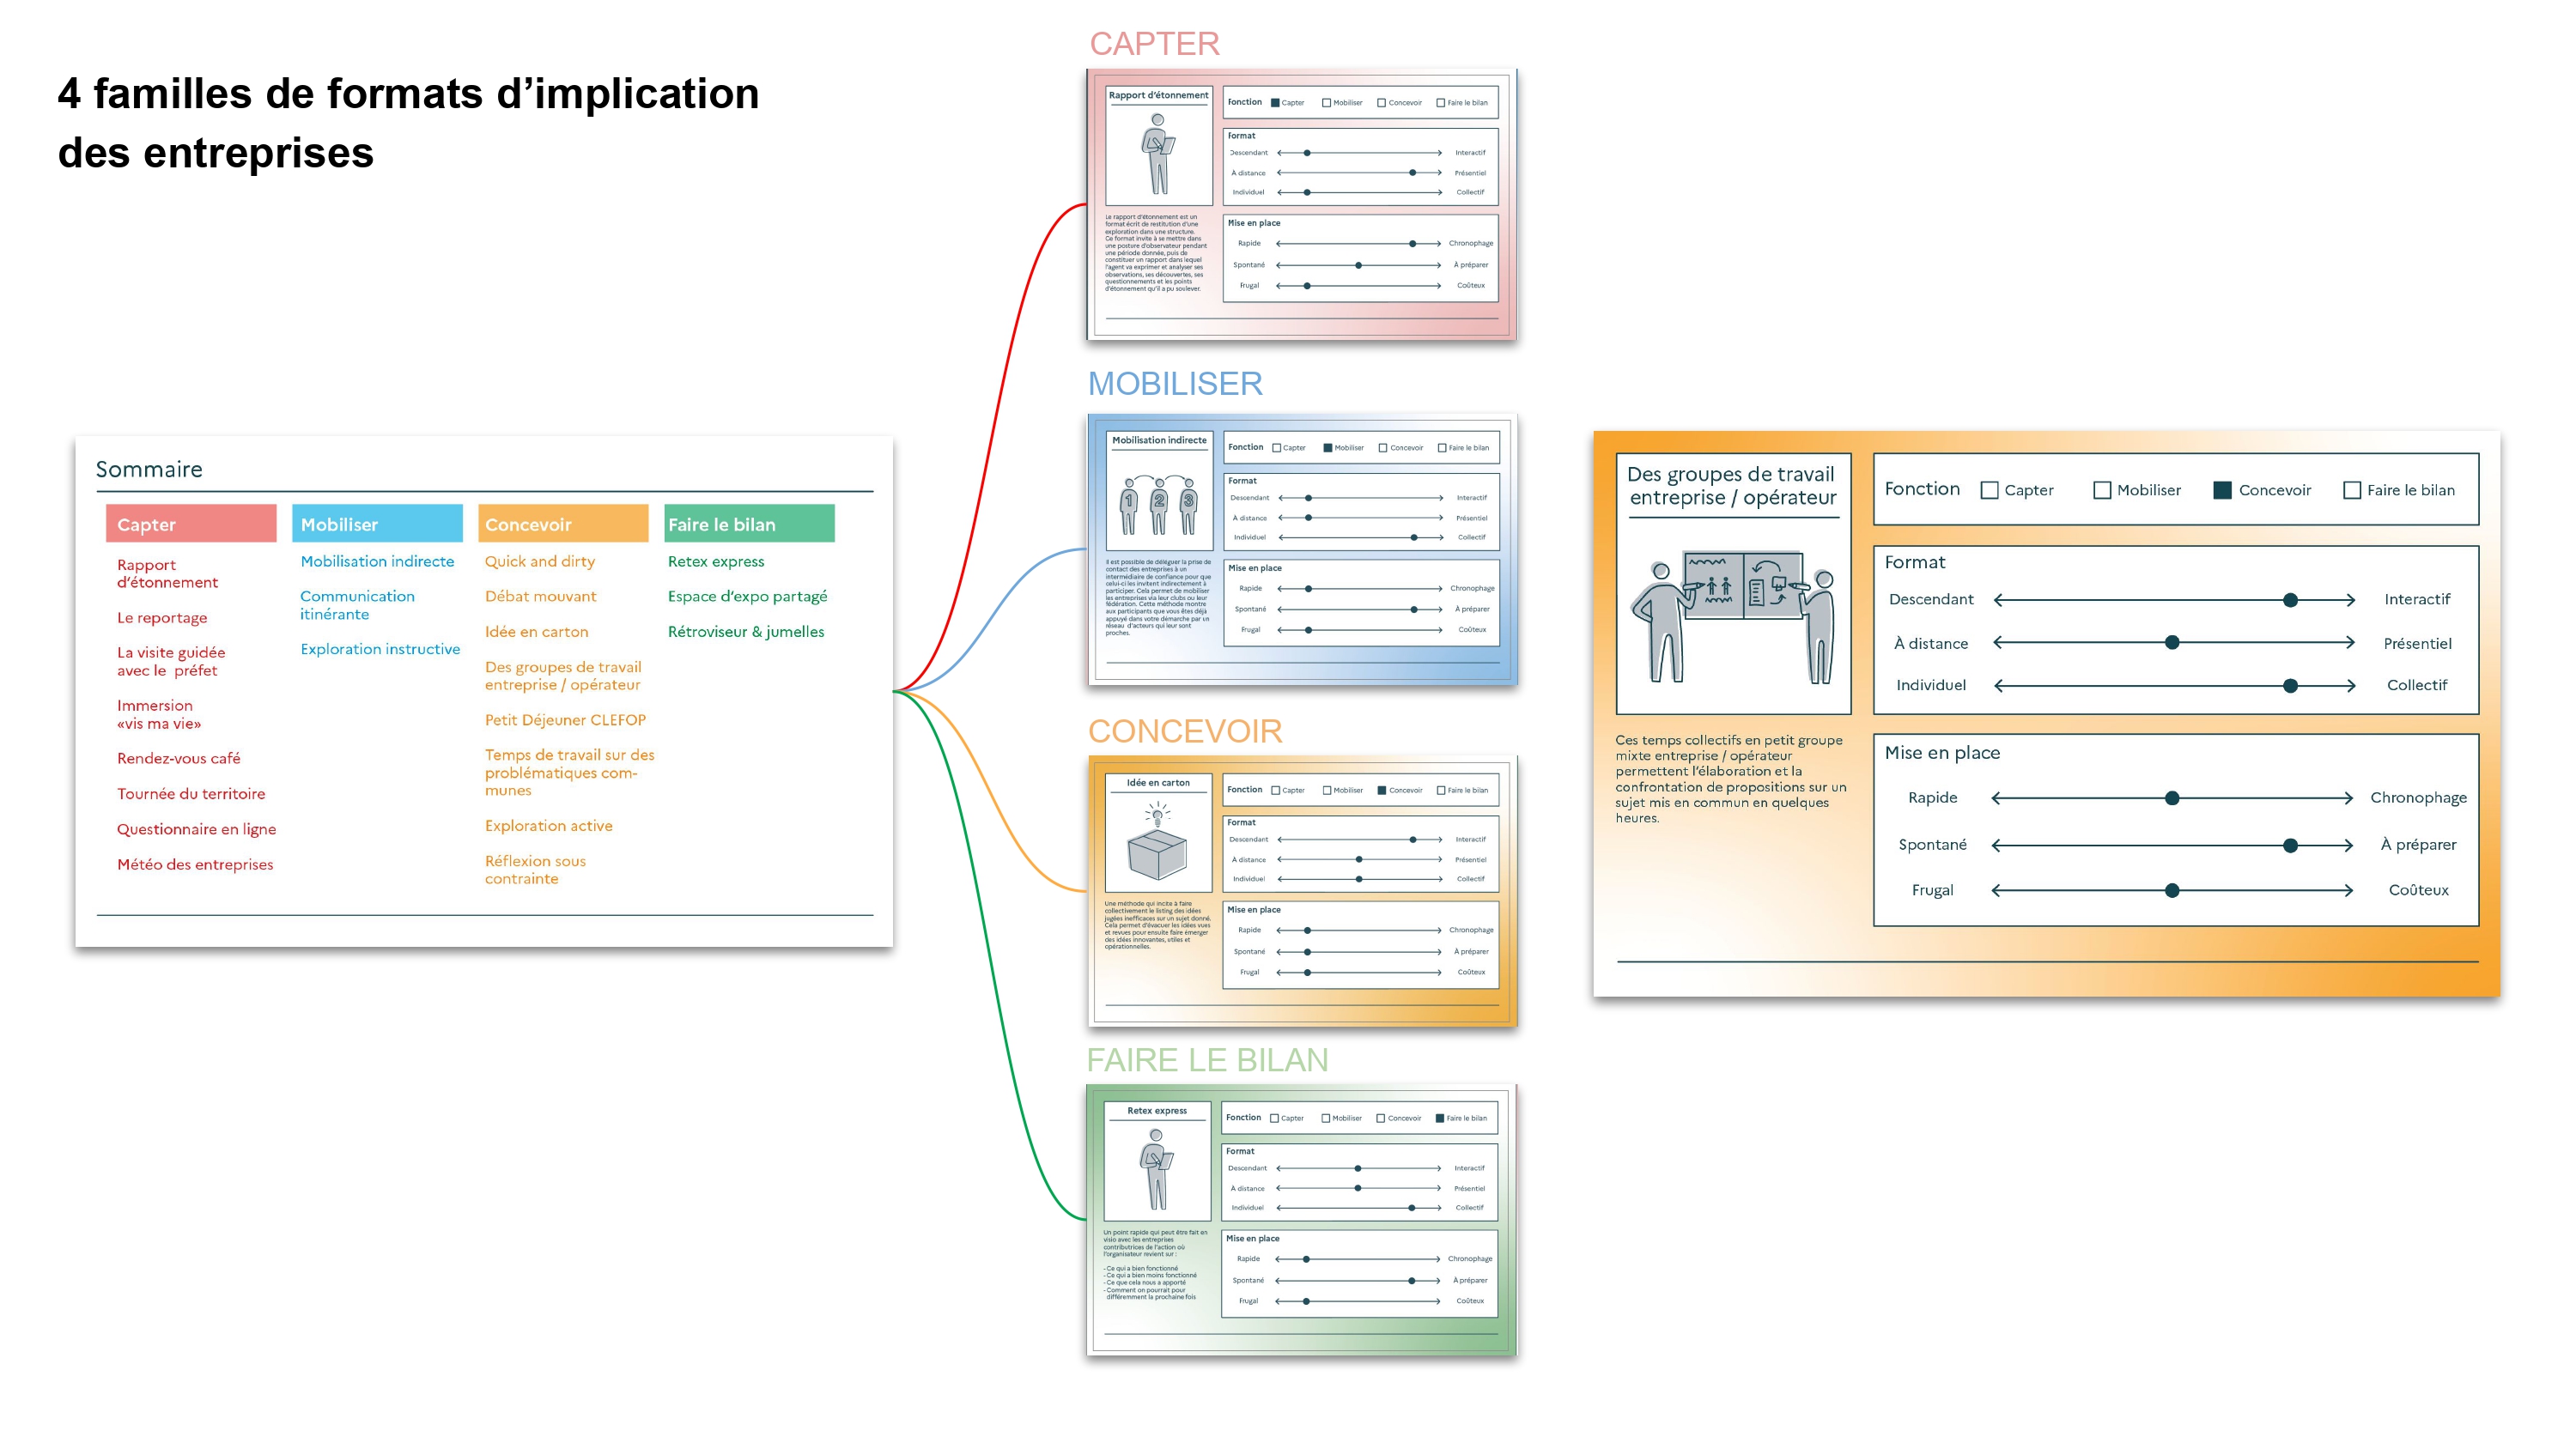 4 familles de formats d’implication
des entreprises
Sommaire
Capter
Rapport
d’étonnement
Le reportage
La visite guidée
avec le préfet
Immersion
«vis ma vie»
Rendez-vous café
Tournée du territoire
Questionnaire en ligne
Météo des entreprises
Mobiliser
Mobilisation indirecte
Communication
itinérante
Exploration instructive
Concevoir
Quick and dirty
Débat mouvant
Idée en carton
Des groupes de travail
entreprise / opérateur
Petit Déjeuner CLEFOP
Temps de travail sur des
problématiques com-
munes
Exploration active
Réflexion sous
contrainte
Faire le bilan
Retex express
Espace d’expo partagé
Rétroviseur & jumelles
CAPTER
Rapport d’étonnement
Le rapport d’étonnement est un
format écrit de restitution d’une
exploration dans une structure.
Ce format invite à se mettre dans
une posture d’observateur pendant
une période donnée, puis de
constituer un rapport dans lequel
l’agent va exprimer et analyser ses
observations, ses découvertes, ses
questionnements et les points
d’étonnement qu’il a pu soulever.
Fonction Capter Mobiliser Concevoir Faire le bilan
Format
Descendant Interactif
À distance Présentiel
Individuel Collectif
Mise en place
Rapide Chronophage
Spontané À préparer
Frugal Coûteux
MOBILISER
Mobilisation indirecte
1 2 3
Il est possible de déléguer la prise de
contact des entreprises à un
intermédiaire de confiance pour que
celui-ci les invitent indirectement à
participer. Cela permet de mobiliser
les entreprises via leur clubs ou leur
fédération. Cette méthode montre
aux participants que vous êtes déjà
appuyé dans votre démarche par un
réseau d’acteurs qui leur sont
proches.
Fonction Capter Mobiliser Concevoir Faire le bilan
Format
Descendant Interactif
À distance Présentiel
Individuel Collectif
Mise en place
Rapide Chronophage
Spontané À préparer
Frugal Coûteux
CONCEVOIR
Idée en carton
Une méthode qui incite à faire
collectivement le listing des idées
jugées inefficaces sur un sujet donné.
Cela permet d’évacuer les idées vues
et revues pour ensuite faire émerger
des idées innovantes, utiles et
opérationnelles.
Fonction Capter Mobiliser Concevoir Faire le bilan
Format
Descendant Interactif
À distance Présentiel
Individuel Collectif
Mise en place
Rapide Chronophage
Spontané À préparer
Frugal Coûteux
FAIRE LE BILAN
Retex express
Un point rapide qui peut être fait en
visio avec les entreprises
contributrices de l’action où
l’organisateur revient sur :
- Ce qui a bien fonctionné
- Ce qui a bien moins fonctionné
- Ce que cela nous a apporté
- Comment on pourrait pour
différemment la prochaine fois
Fonction Capter Mobiliser Concevoir Faire le bilan
Format
Descendant Interactif
À distance Présentiel
Individuel Collectif
Mise en place
Rapide Chronophage
Spontané À préparer
Frugal Coûteux
Des groupes de travail
entreprise / opérateur
Ces temps collectifs en petit groupe
mixte entreprise / opérateur
permettent l’élaboration et la
confrontation de propositions sur un
sujet mis en commun en quelques
heures.
Fonction Capter Mobiliser Concevoir Faire le bilan
Format
Descendant Interactif
À distance Présentiel
Individuel Collectif
Mise en place
Rapide Chronophage
Spontané À préparer
Frugal Coûteux